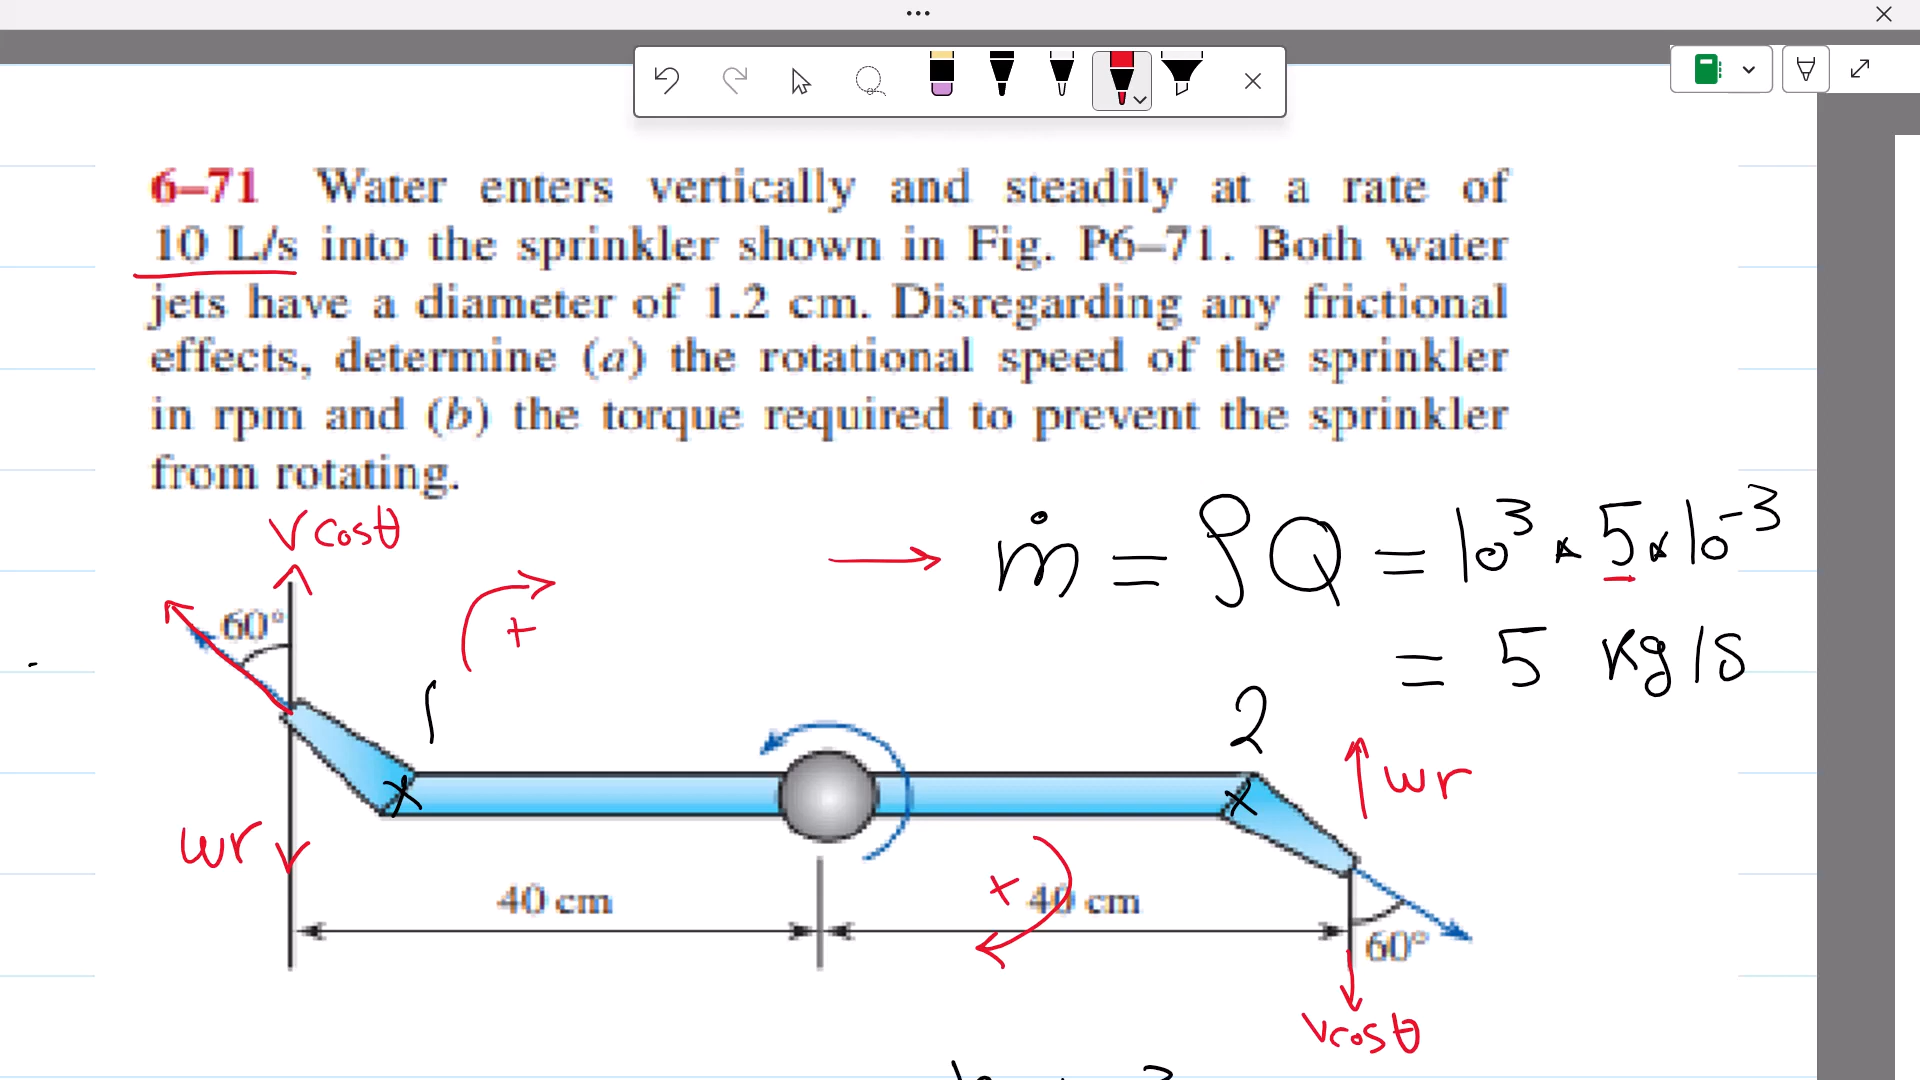 6–71 Water enters vertically and steadily at a rate of
10 L/s into the sprinkler shown in Fig. P6–71. Both water
jets have a diameter of 1.2 cm. Disregarding any frictional
effects, determine (a) the rotational speed of the sprinkler
in rpm and (b) the torque required to prevent the sprinkler
from rotating.
V cosθ
ṁ = ρQ = 10³ × 5 × 10⁻³
= 5 kg/s
60°
+
1
2
wr
wr
+
40 cm
40 cm
60°
Vcosθ